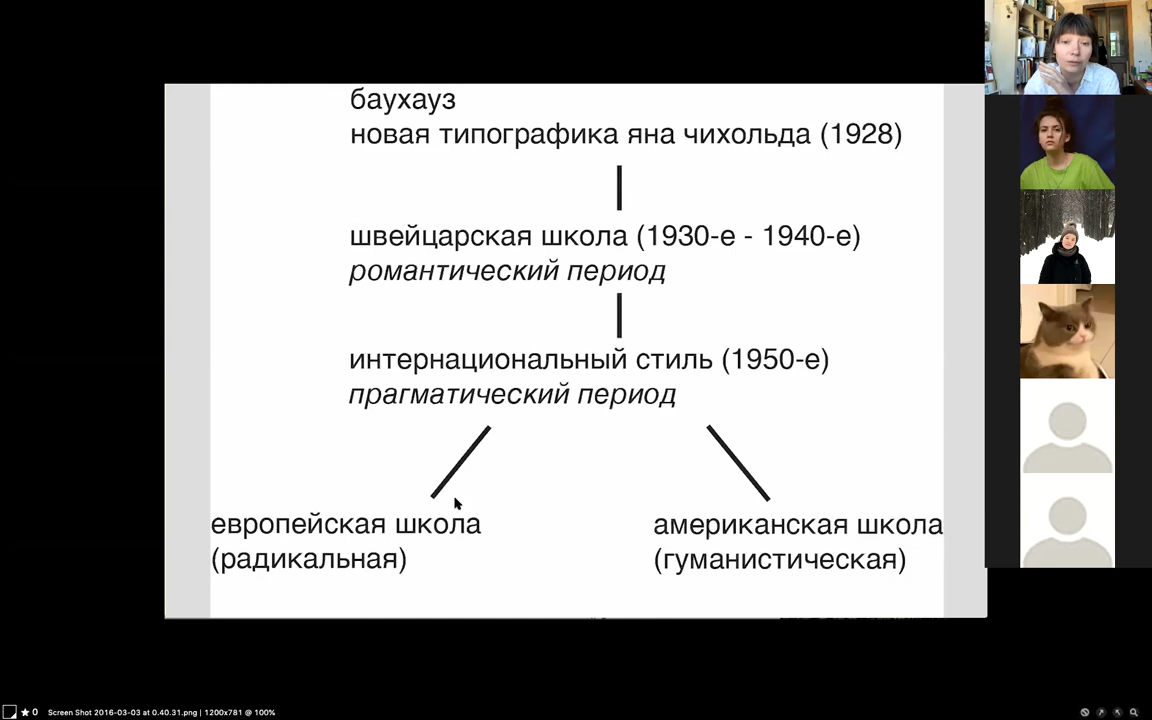 баухауз
новая типографика яна чихольда (1928)
швейцарская школа (1930-е - 1940-е)
романтический период
интернациональный стиль (1950-е)
прагматический период
европейская школа
(радикальная)
американская школа
(гуманистическая)
0 Screen Shot 2016-03-03 at 0.40.31.png | 1200x781 @ 100%